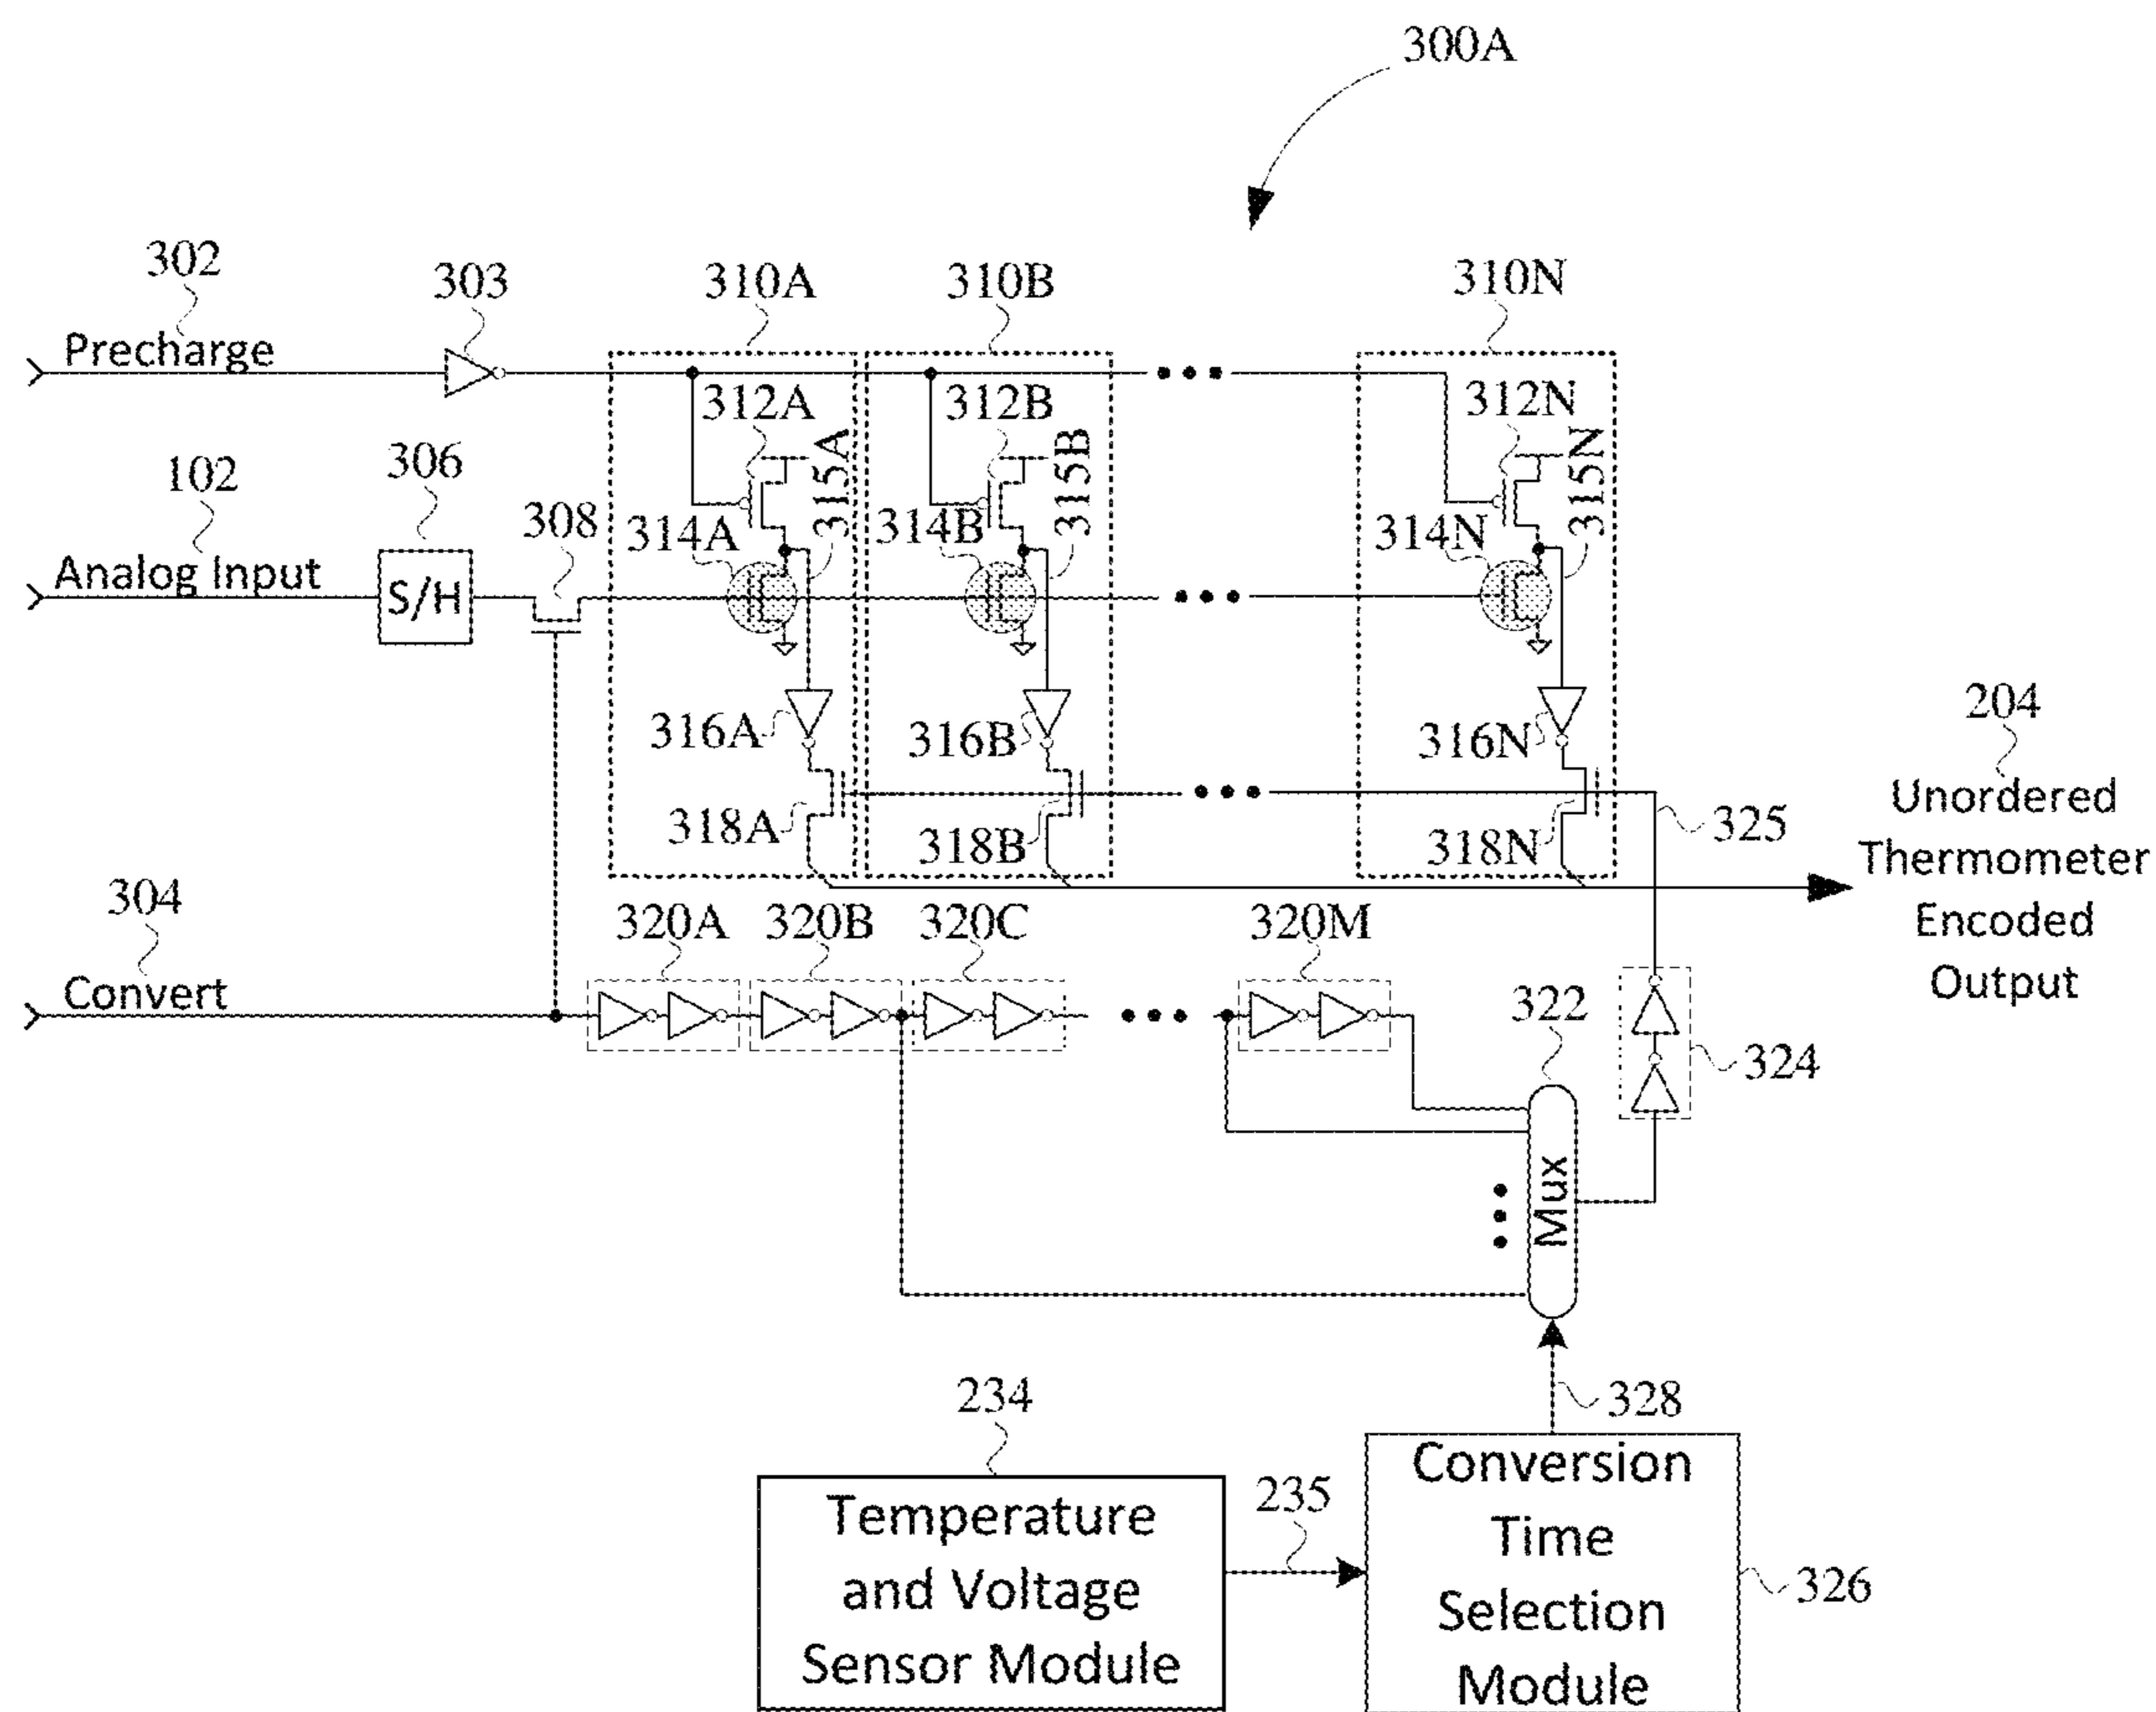 300A
302
303
310A
310B
310N
Precharge
312A
312B
312N
315A
315B
315N
102
306
308
Analog Input
S/H
314A
314B
314N
316A
316B
316N
318A
318B
318N
325
204
Unordered
Thermometer
Encoded
Output
304
Convert
320A
320B
320C
320M
322
324
Mux
328
234
Temperature
and Voltage
Sensor Module
235
Conversion
Time
Selection
Module
326